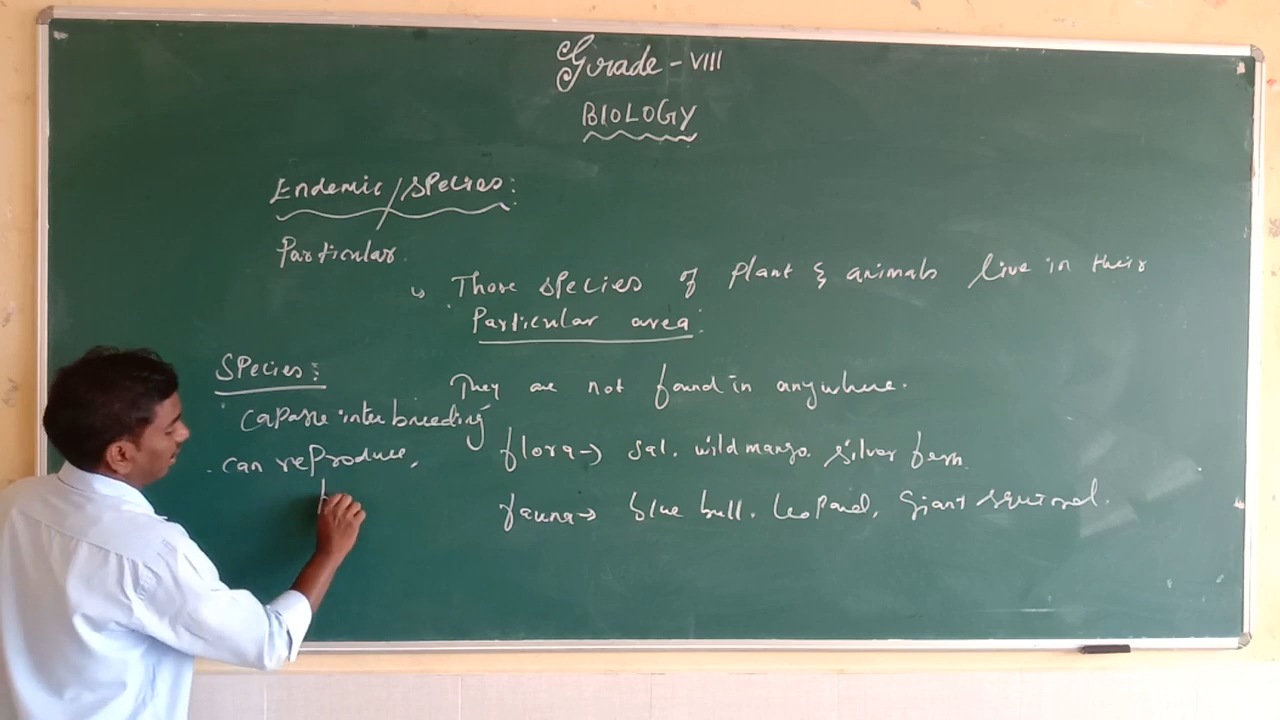 Grade - VIII
BIOLOGY
Endemic / Species:
Particular.
Those species of plant & animals live in their
Particular area:
Species:
They are not found in anywhere.
capable inter breeding
flora → sal, wild mango, silver fern
can reproduce,
fauna → blue bull, leopard, Giant squirrel.